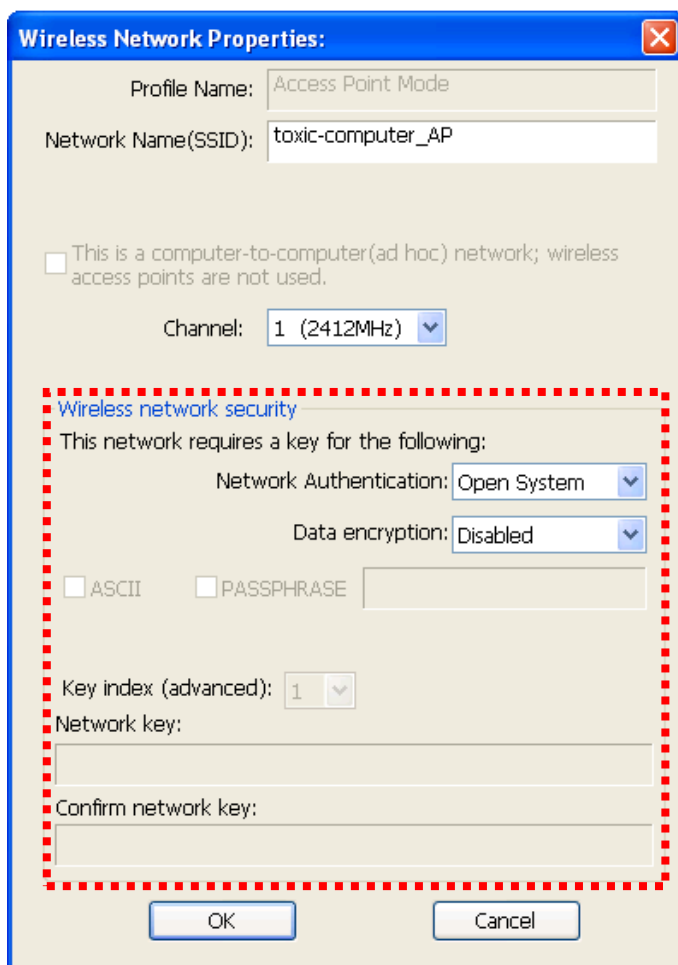 Wireless Network Properties:
Profile Name: Access Point Mode
Network Name(SSID): toxic-computer_AP
This is a computer-to-computer(ad hoc) network; wireless
access points are not used.
Channel: 1 (2412MHz)
Wireless network security
This network requires a key for the following:
Network Authentication: Open System
Data encryption: Disabled
ASCII PASSPHRASE
Key index (advanced): 1
Network key:
Confirm network key:
OK Cancel